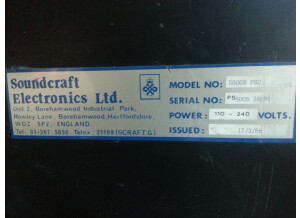 Soundcraft
Electronics Ltd.
Unit 2, Borehamwood Industrial Park,
Rowley Lane, Borehamwood, Hertfordshire,
WD2 5PZ, ENGLAND.
Tel: 01-207 5050 Telex: 21198 (SCRAFT G)
MODEL NO:
SERIAL NO:
POWER: 110 - 240 VOLTS.
ISSUED: